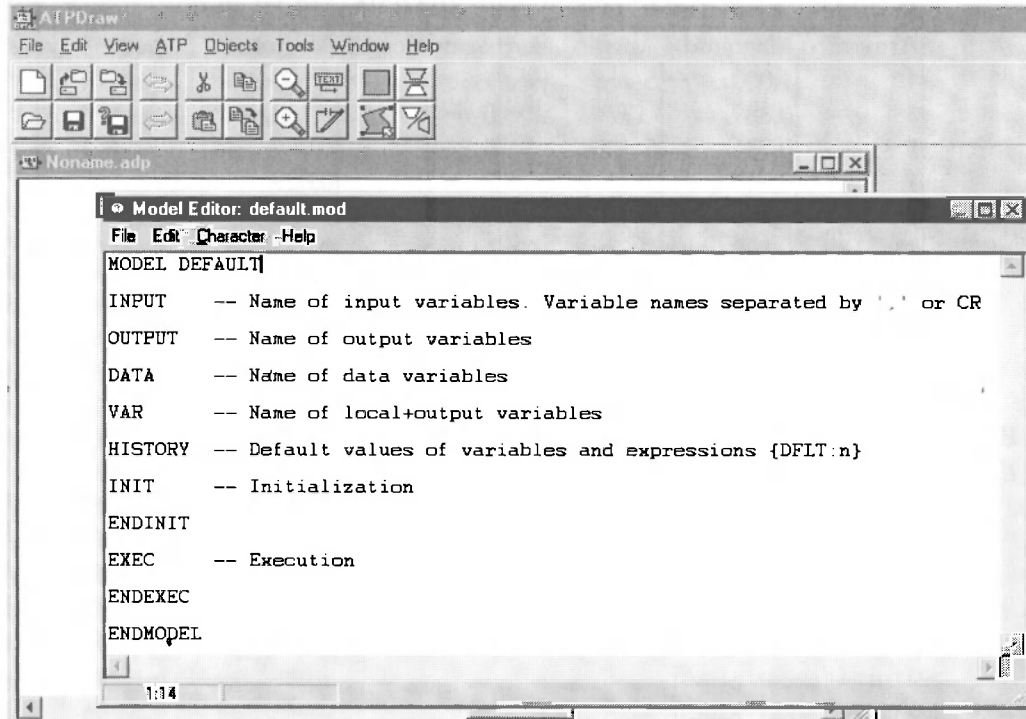 ATPDraw
File Edit View ATP Objects Tools Window Help
TEXT
Noname.adp
Model Editor: default.mod
File Edit Character Help
MODEL DEFAULT
INPUT -- Name of input variables. Variable names separated by ',' or CR
OUTPUT -- Name of output variables
DATA -- Name of data variables
VAR -- Name of local+output variables
HISTORY -- Default values of variables and expressions {DFLT:n}
INIT -- Initialization
ENDINIT
EXEC -- Execution
ENDEXEC
ENDMODEL
1:14